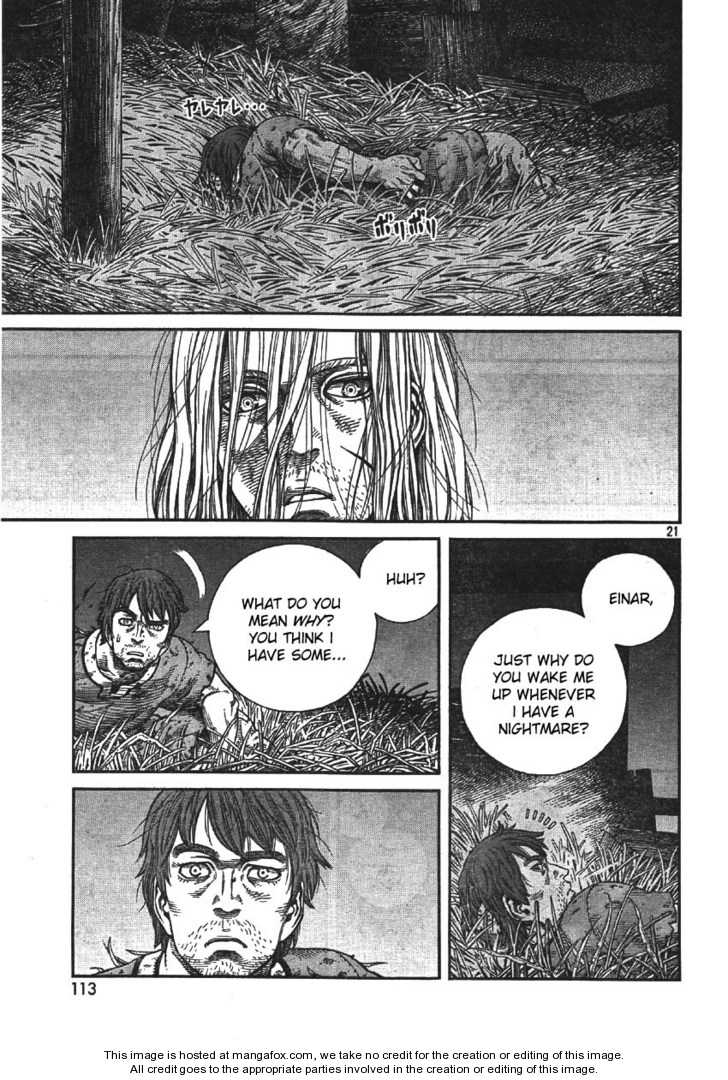 ヤレヤレ…
ボリボリ
21
EINAR,
JUST WHY DO
YOU WAKE ME
UP WHENEVER
I HAVE A
NIGHTMARE?
HUH?
WHAT DO YOU
MEAN WHY?
YOU THINK I
HAVE SOME...
113
This image is hosted at mangafox.com, we take no credit for the creation or editing of this image.
All credit goes to the appropriate parties involved in the creation or editing of this image.